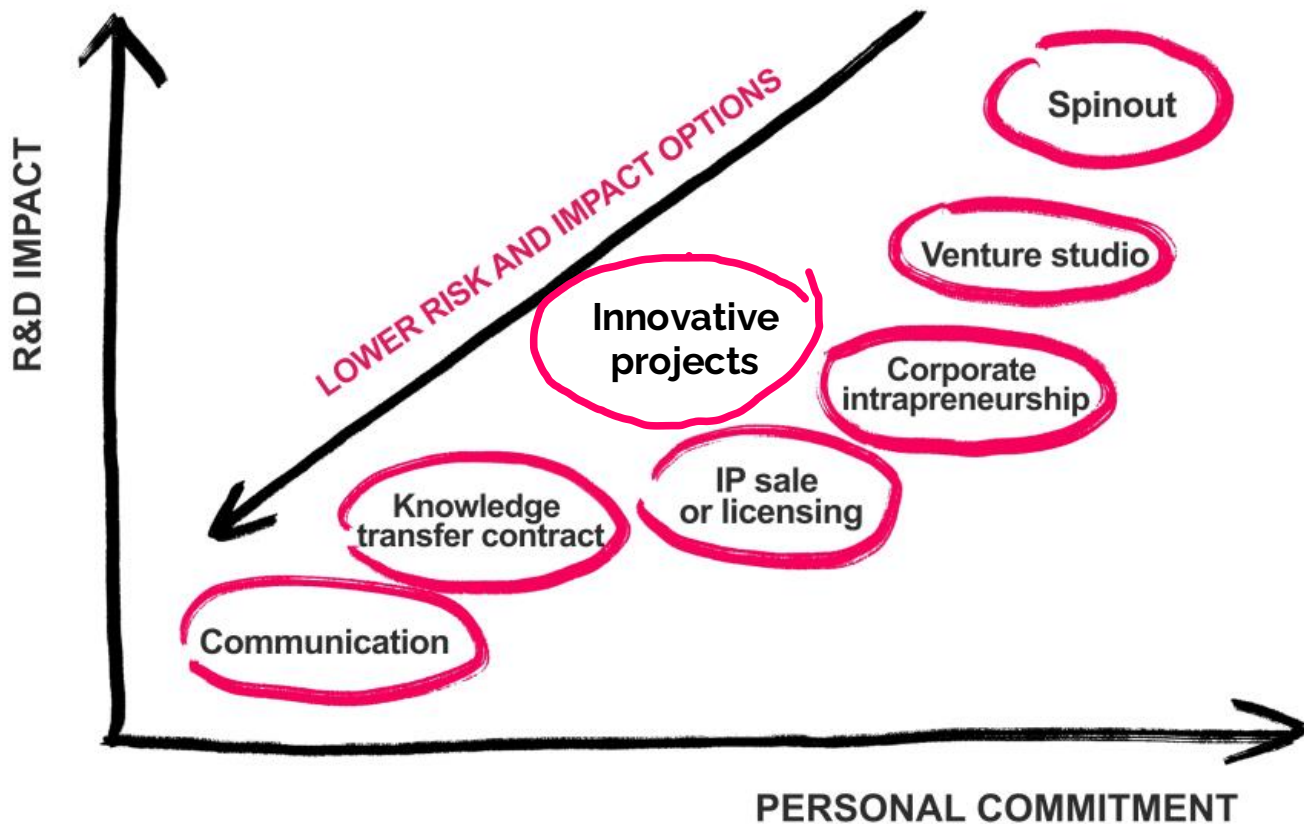 R&D IMPACT
LOWER RISK AND IMPACT OPTIONS
Spinout
Venture studio
Innovative
projects
Corporate
intrapreneurship
IP sale
or licensing
Knowledge
transfer contract
Communication
PERSONAL COMMITMENT